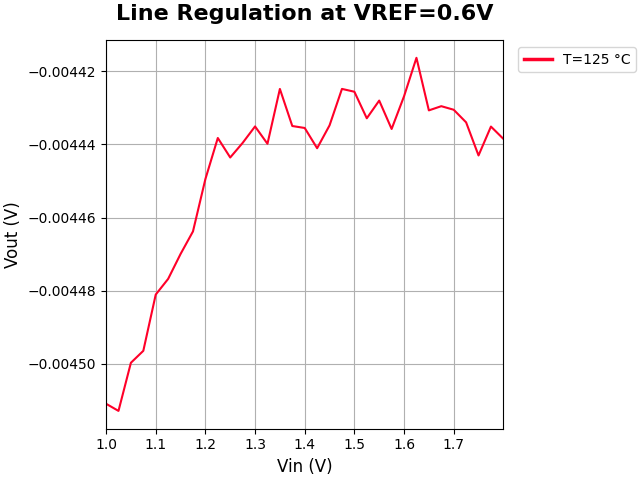 Line Regulation at VREF=0.6V
T=125 °C
Vout (V)
−0.00442
−0.00444
−0.00446
−0.00448
−0.00450
1.0 1.1 1.2 1.3 1.4 1.5 1.6 1.7
Vin (V)